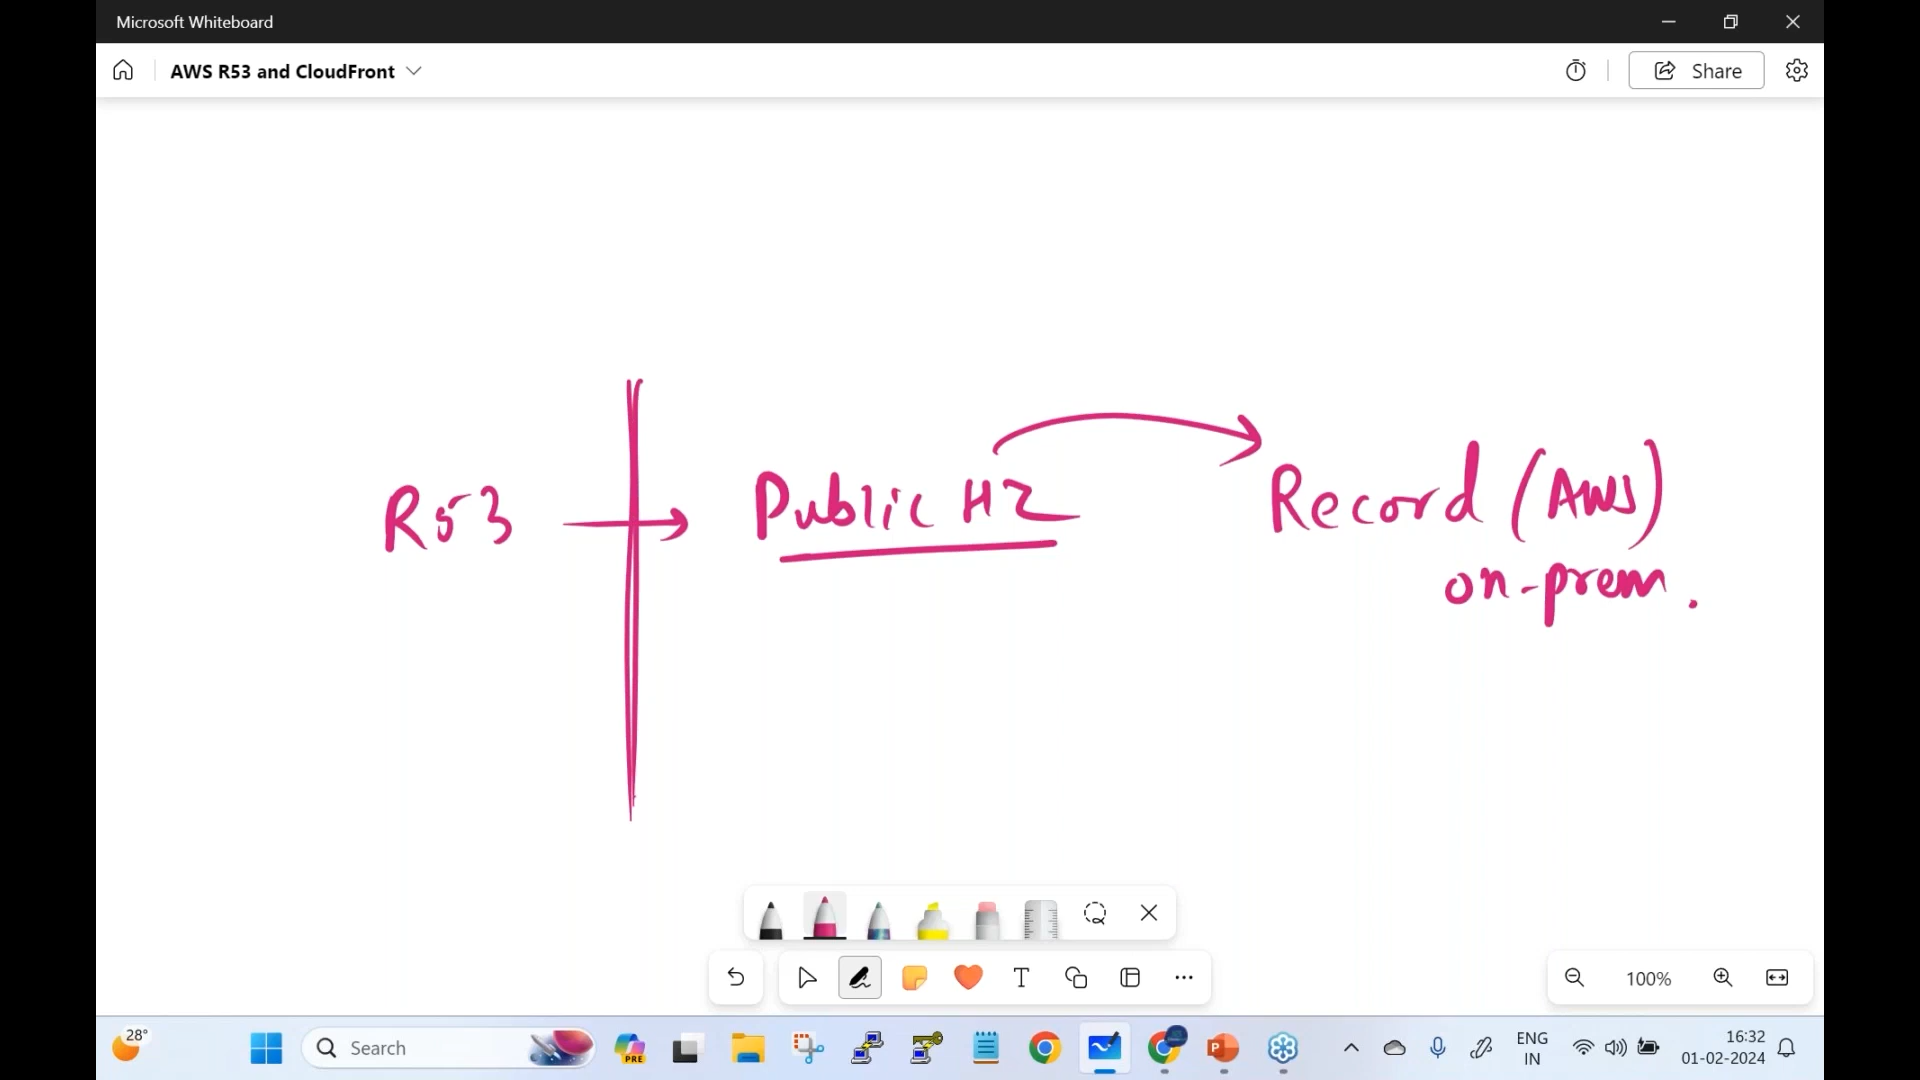 Microsoft Whiteboard
AWS R53 and CloudFront
Share
R53 → Public HZ Record (AWS)
on-prem.
100%
28°
Search
PRE
ENG
IN
16:32
01-02-2024